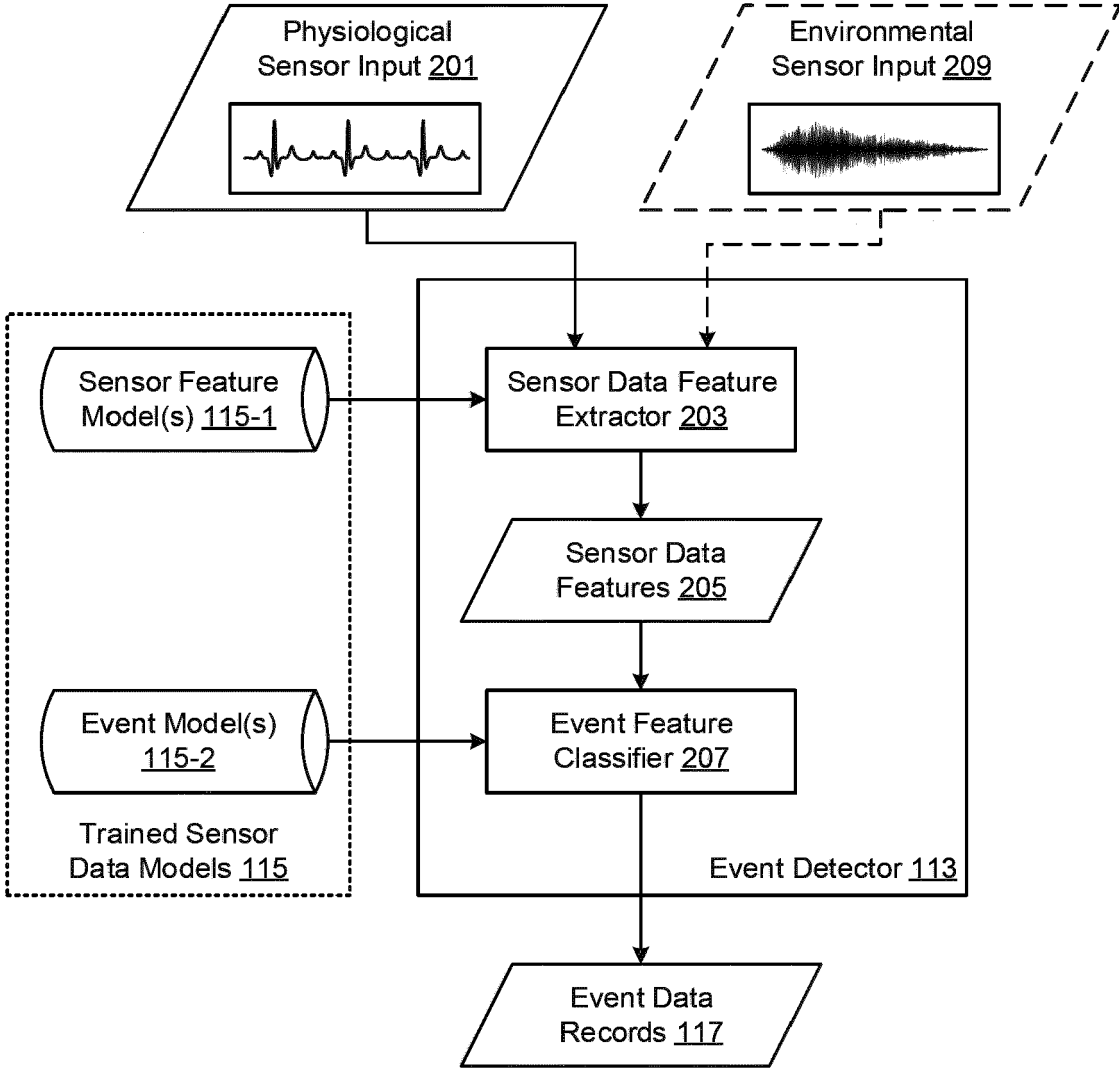 Physiological
Sensor Input 201
Environmental
Sensor Input 209
Sensor Feature
Model(s) 115-1
Sensor Data Feature
Extractor 203
Sensor Data
Features 205
Event Model(s)
115-2
Event Feature
Classifier 207
Trained Sensor
Data Models 115
Event Detector 113
Event Data
Records 117